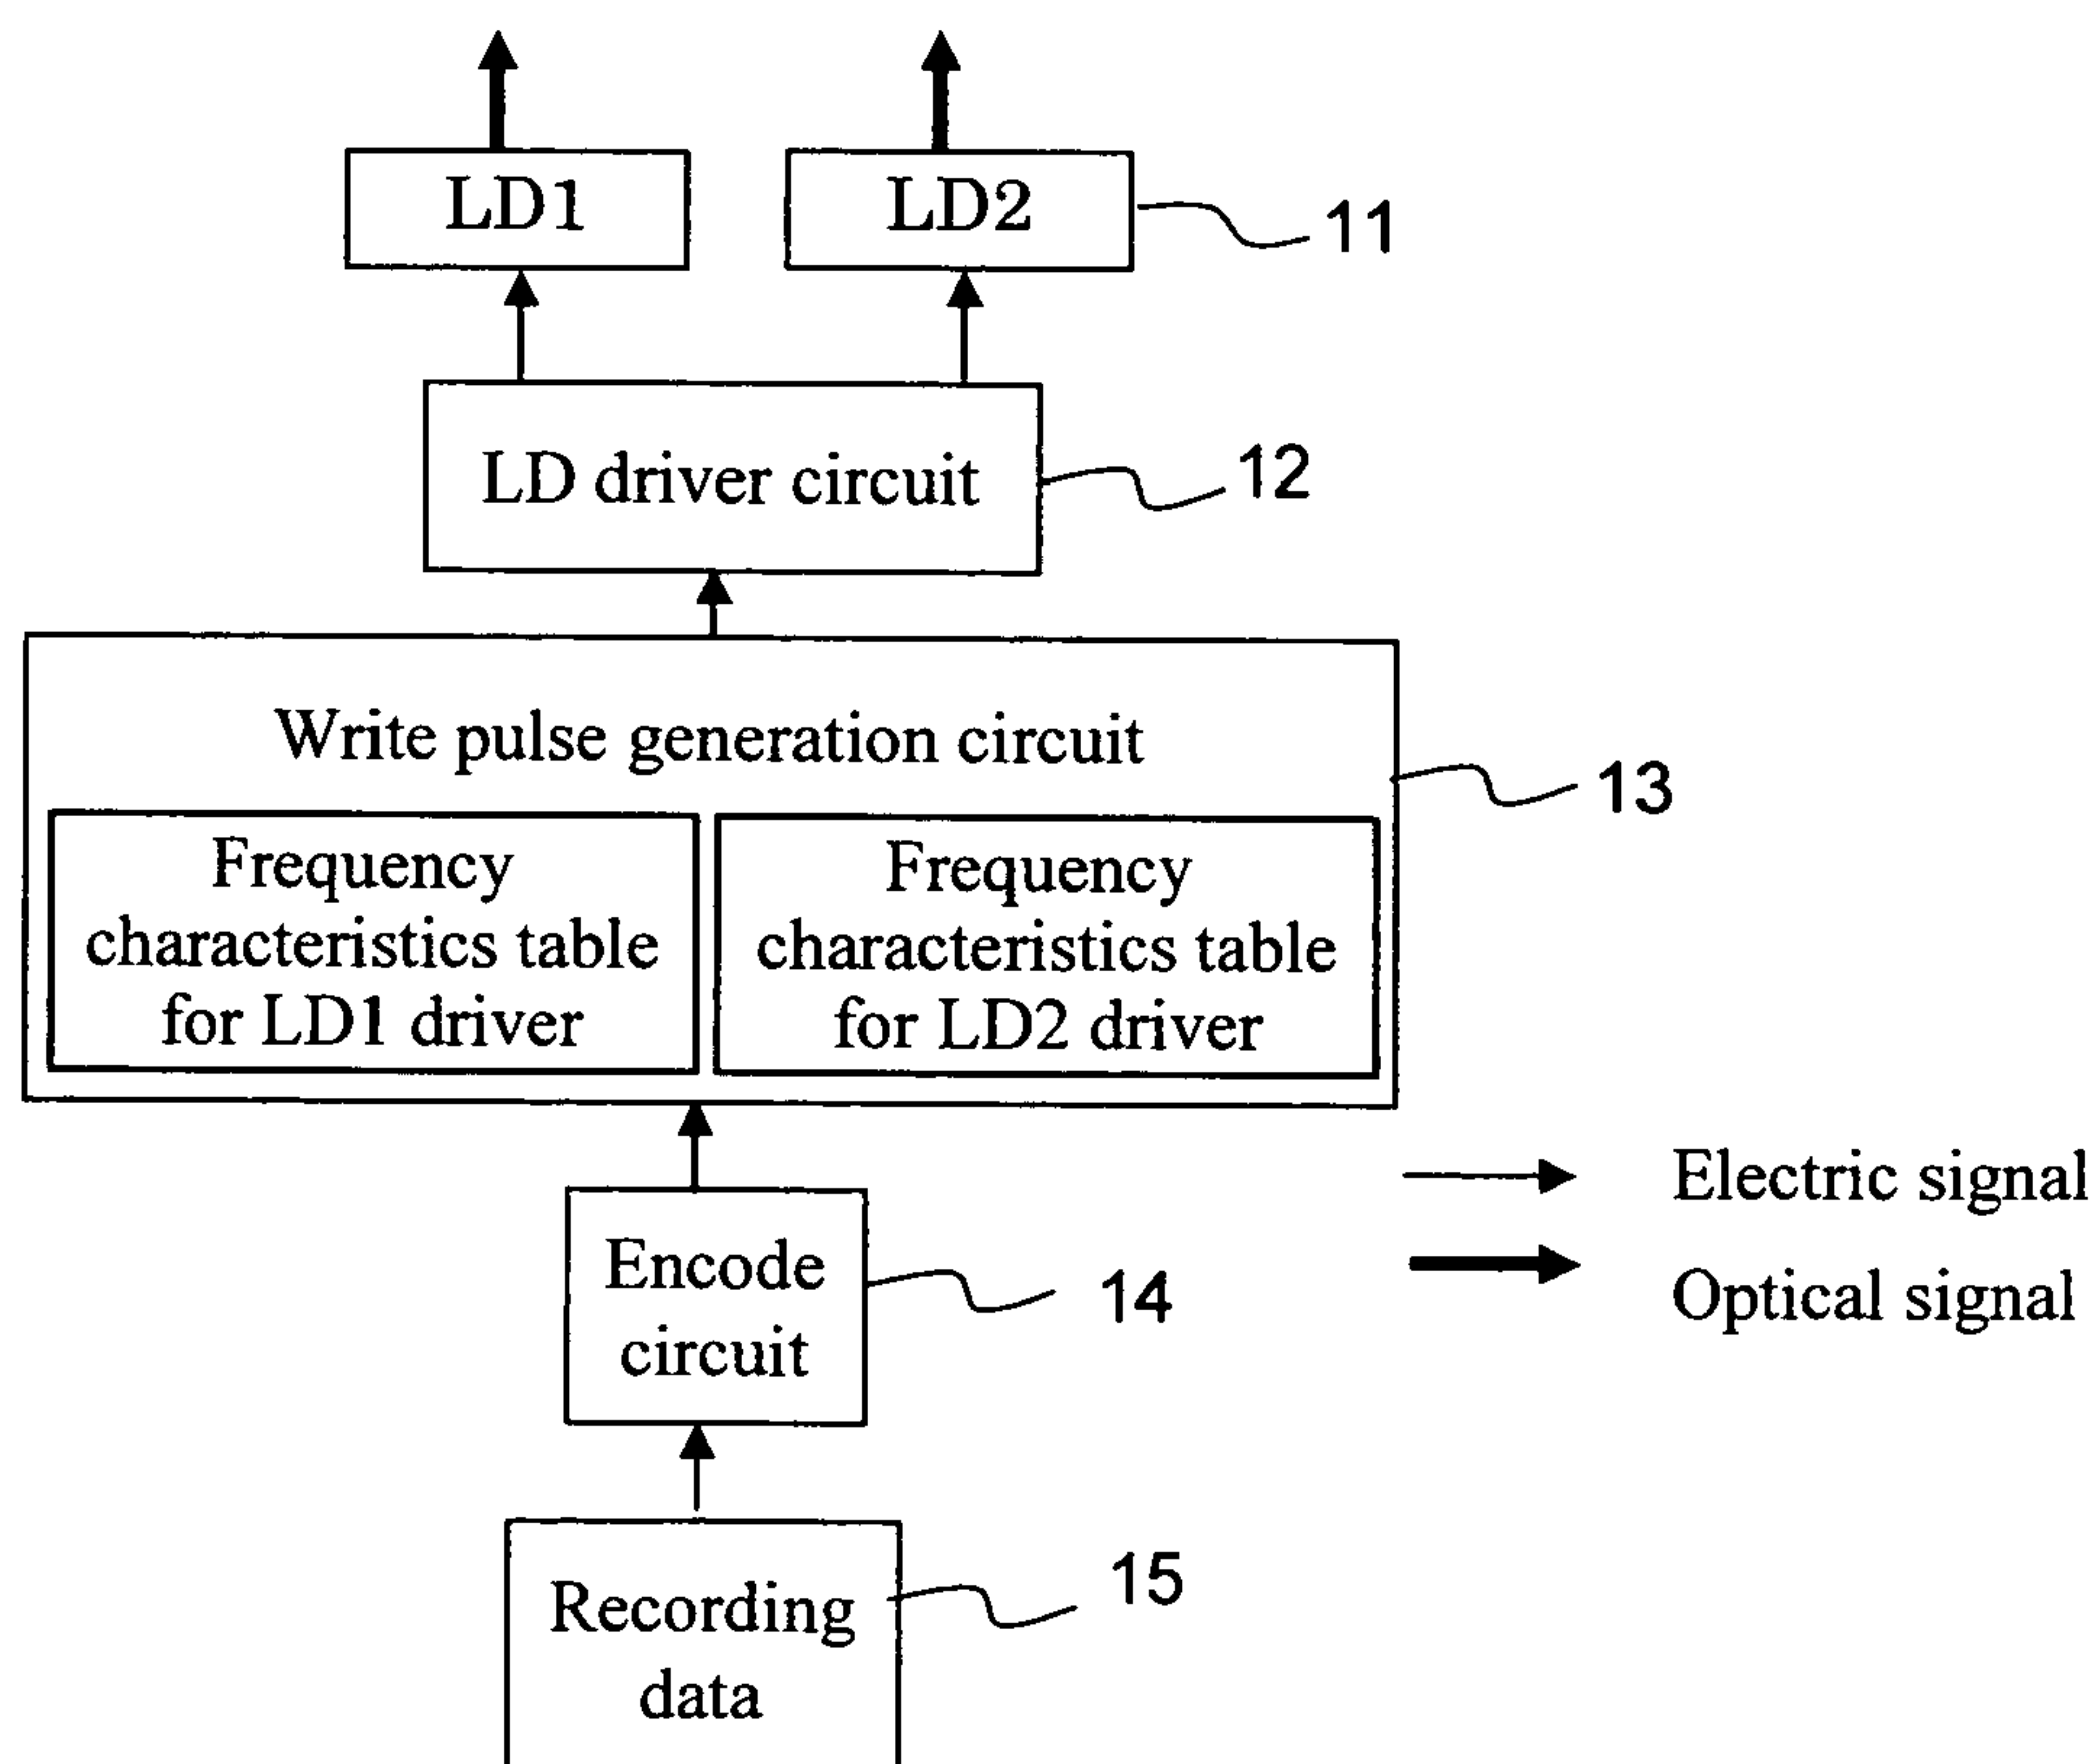 LD1
LD2
11
LD driver circuit
12
Write pulse generation circuit
13
Frequency
characteristics table
for LD1 driver
Frequency
characteristics table
for LD2 driver
Electric signal
Optical signal
Encode
circuit
14
Recording
data
15